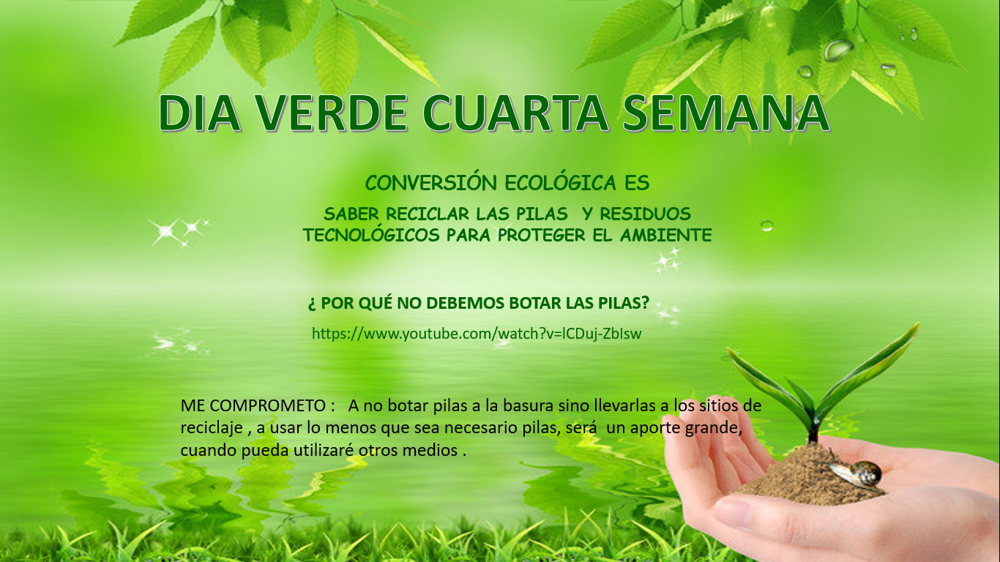 DIA VERDE CUARTA SEMANA
CONVERSIÓN ECOLÓGICA ES
SABER RECICLAR LAS PILAS Y RESIDUOS
TECNOLÓGICOS PARA PROTEGER EL AMBIENTE
¿ POR QUÉ NO DEBEMOS BOTAR LAS PILAS?
https://www.youtube.com/watch?v=lCDuj-ZbIsw
ME COMPROMETO : A no botar pilas a la basura sino llevarlas a los sitios de
reciclaje , a usar lo menos que sea necesario pilas, será un aporte grande,
cuando pueda utilizaré otros medios .